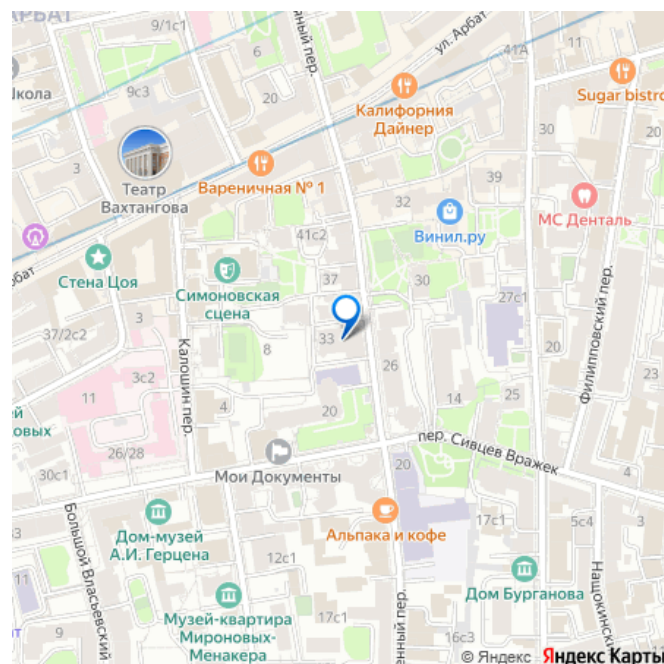 АРБАТ
9/1с1
6
11
ул. Арбат
41А
Школа
9с3
20
Калифорния
Дайнер
Sugar bistro
30
Театр
Вахтангова
3
Вареничная № 1
39
32
МС Денталь
Винил.ру
41с2
Стена Цоя
Симоновская
сцена
37
30
27с1
Филипповский пер.
37/2с2
3
Калошин пер.
8
33
26
3с2
11
4
20
14
25
26/28
пер. Сивцев Вражек
23
30с1
Мои Документы
20
Большой Власьевский
Дом-музей
А.И. Герцена
Альпака и кофе
17с1
5с4
4
12с1
Дом Бурганова
Музей-квартира
Мироновых-
Менакера
17с1
9
6
16с3
© Яндекс Яндекс Карты